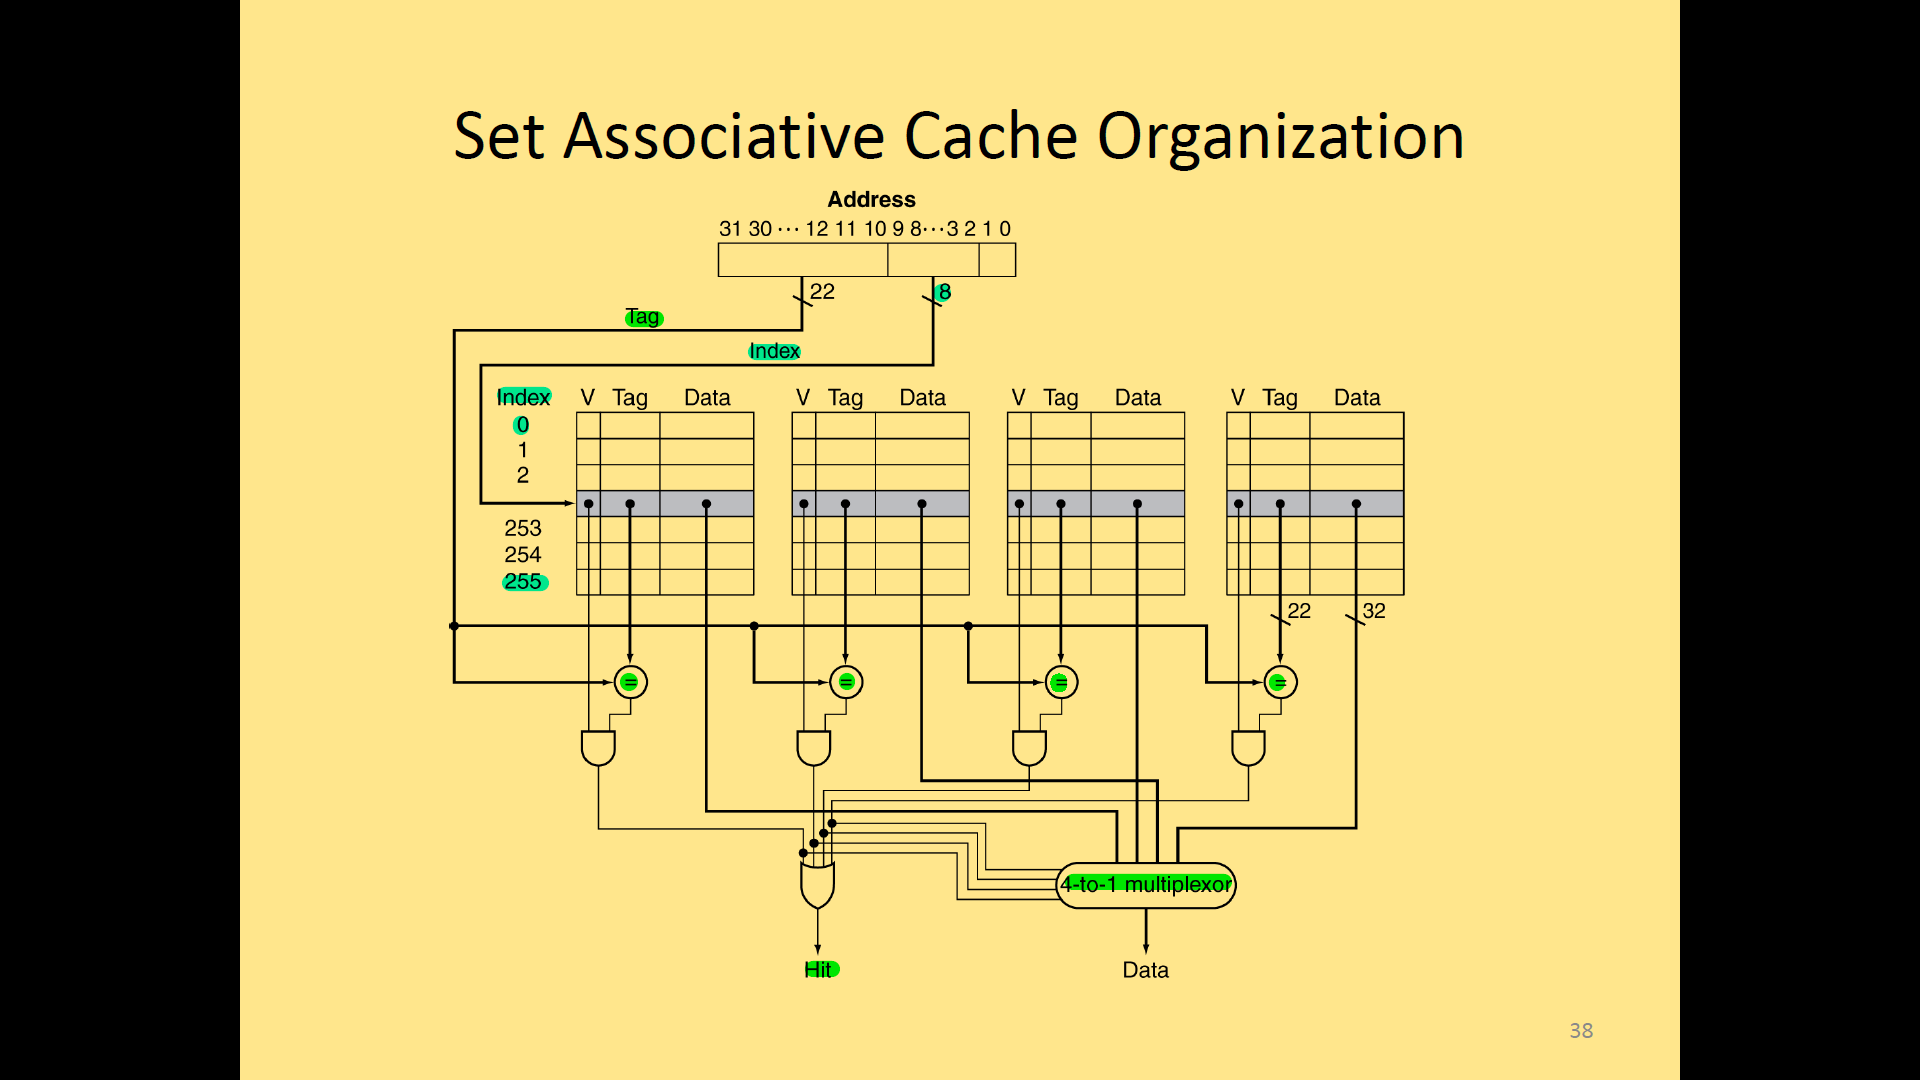 Set Associative Cache Organization
Address
31 30 ··· 12 11 10 9 8···3 2 1 0
22
8
Tag
Index
Index V Tag Data V Tag Data V Tag Data V Tag Data
0
1
2
253
254
255
22 32
= = = =
4-to-1 multiplexor
Hit Data
38